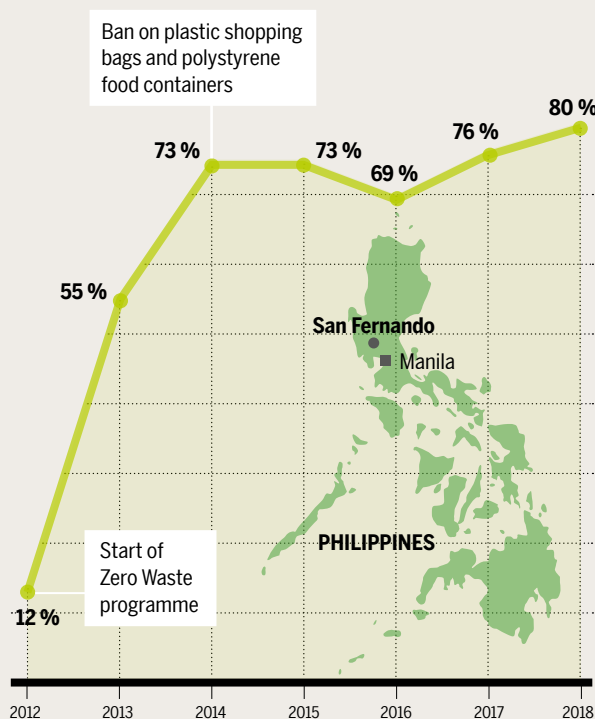 Ban on plastic shopping
bags and polystyrene
food containers
80 %
76 %
73 %
73 %
69 %
55 %
San Fernando
Manila
PHILIPPINES
Start of
Zero Waste
programme
12 %
2012
2013
2014
2015
2016
2017
2018